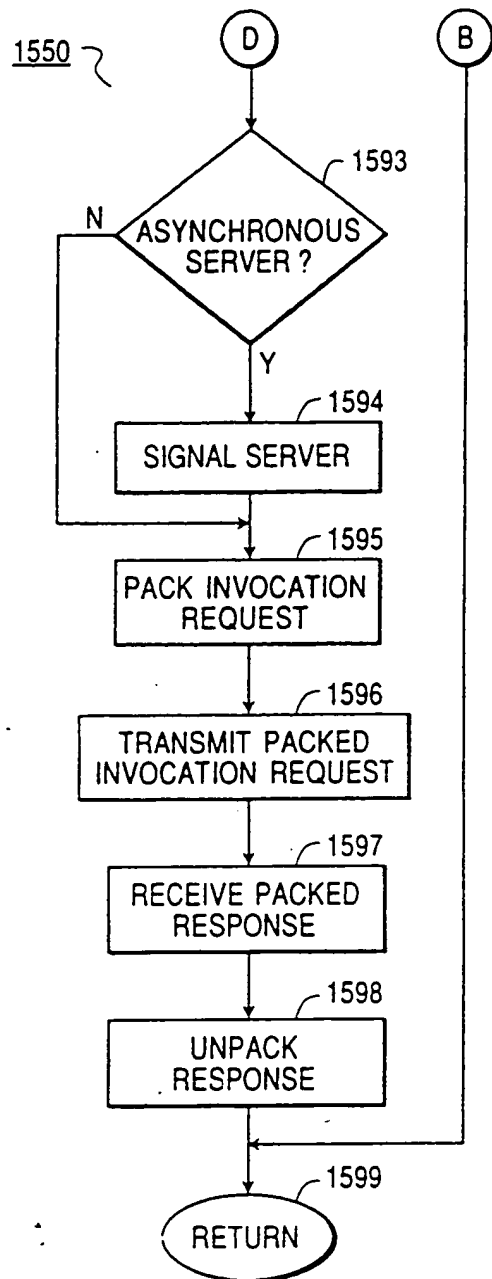 1550
D
B
1593
N
ASYNCHRONOUS
SERVER?
Y
1594
SIGNAL SERVER
1595
PACK INVOCATION
REQUEST
1596
TRANSMIT PACKED
INVOCATION REQUEST
1597
RECEIVE PACKED
RESPONSE
1598
UNPACK
RESPONSE
1599
RETURN